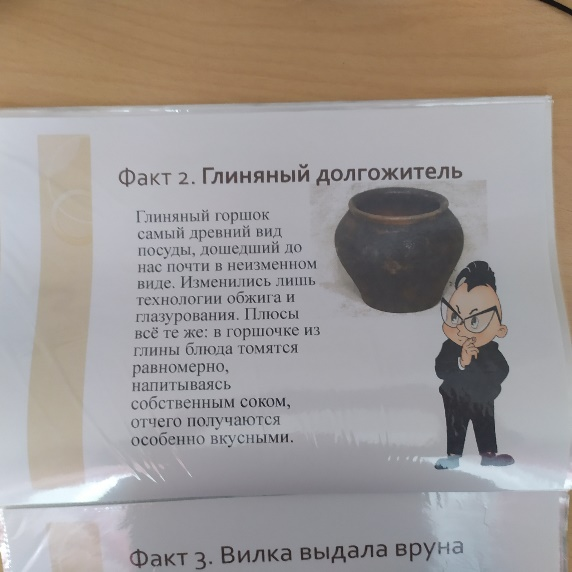 Факт 2. Глиняный долгожитель
Глиняный горшок
самый древний вид
посуды, дошедший до
нас почти в неизменном
виде. Изменились лишь
технологии обжига и
глазурования. Плюсы
всё те же: в горшочке из
глины блюда томятся
равномерно,
напитываясь
собственным соком,
отчего получаются
особенно вкусными.
Факт 3. Вилка выдала вруна